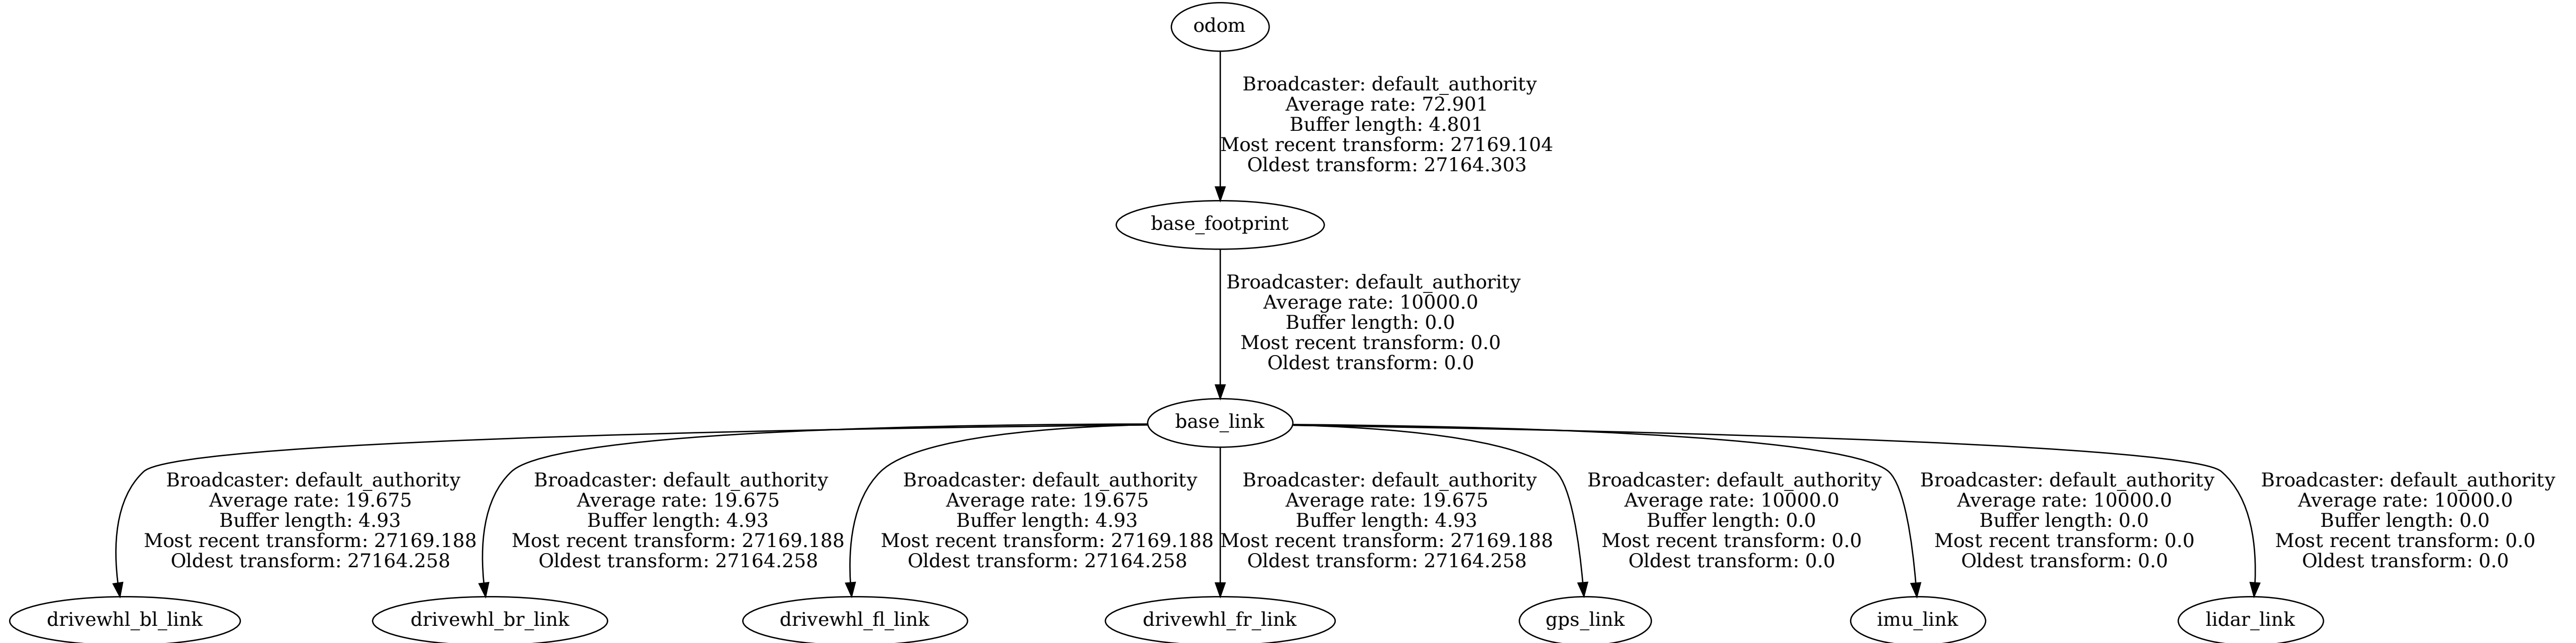 odom
Broadcaster: default_authority
Average rate: 72.901
Buffer length: 4.801
Most recent transform: 27169.104
Oldest transform: 27164.303
base_footprint
Broadcaster: default_authority
Average rate: 10000.0
Buffer length: 0.0
Most recent transform: 0.0
Oldest transform: 0.0
base_link
Broadcaster: default_authority
Average rate: 19.675
Buffer length: 4.93
Most recent transform: 27169.188
Oldest transform: 27164.258
Broadcaster: default_authority
Average rate: 19.675
Buffer length: 4.93
Most recent transform: 27169.188
Oldest transform: 27164.258
Broadcaster: default_authority
Average rate: 19.675
Buffer length: 4.93
Most recent transform: 27169.188
Oldest transform: 27164.258
Broadcaster: default_authority
Average rate: 19.675
Buffer length: 4.93
Most recent transform: 27169.188
Oldest transform: 27164.258
Broadcaster: default_authority
Average rate: 10000.0
Buffer length: 0.0
Most recent transform: 0.0
Oldest transform: 0.0
Broadcaster: default_authority
Average rate: 10000.0
Buffer length: 0.0
Most recent transform: 0.0
Oldest transform: 0.0
Broadcaster: default_authority
Average rate: 10000.0
Buffer length: 0.0
Most recent transform: 0.0
Oldest transform: 0.0
drivewhl_bl_link
drivewhl_br_link
drivewhl_fl_link
drivewhl_fr_link
gps_link
imu_link
lidar_link